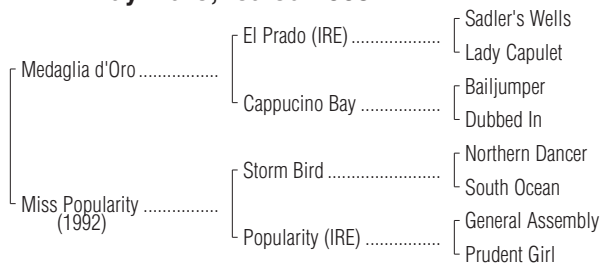 Sadler's Wells
El Prado (IRE) ....................
Lady Capulet
Medaglia d'Oro ................
Bailjumper
Cappucino Bay ..................
Dubbed In
Northern Dancer
Storm Bird .........................
South Ocean
Miss Popularity ...............
(1992)
General Assembly
Popularity (IRE) .................
Prudent Girl